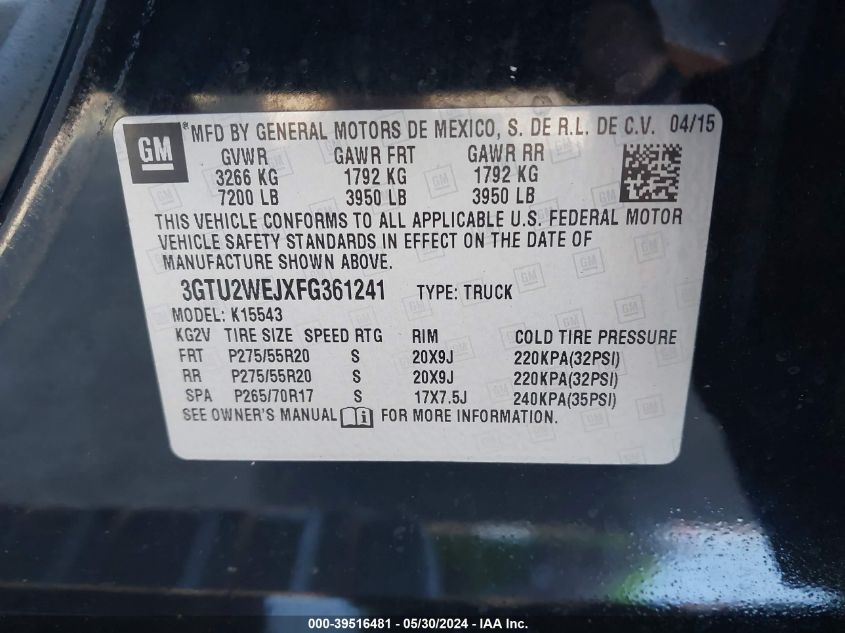 GM ® MFD BY GENERAL MOTORS DE MEXICO, S. DE R.L. DE C.V. 04/15
GVWR GAWR FRT GAWR RR
3266 KG 1792 KG 1792 KG
7200 LB 3950 LB 3950 LB
THIS VEHICLE CONFORMS TO ALL APPLICABLE U.S. FEDERAL MOTOR
VEHICLE SAFETY STANDARDS IN EFFECT ON THE DATE OF
MANUFACTURE SHOWN ABOVE.
3GTU2WEJXFG361241 TYPE: TRUCK
MODEL: K15543
KG2V TIRE SIZE SPEED RTG RIM COLD TIRE PRESSURE
FRT P275/55R20 S 20X9J 220KPA(32PSI)
RR P275/55R20 S 20X9J 220KPA(32PSI)
SPA P265/70R17 S 17X7.5J 240KPA(35PSI)
SEE OWNER'S MANUAL FOR MORE INFORMATION.
000-39516481 - 05/30/2024 - IAA, Inc.